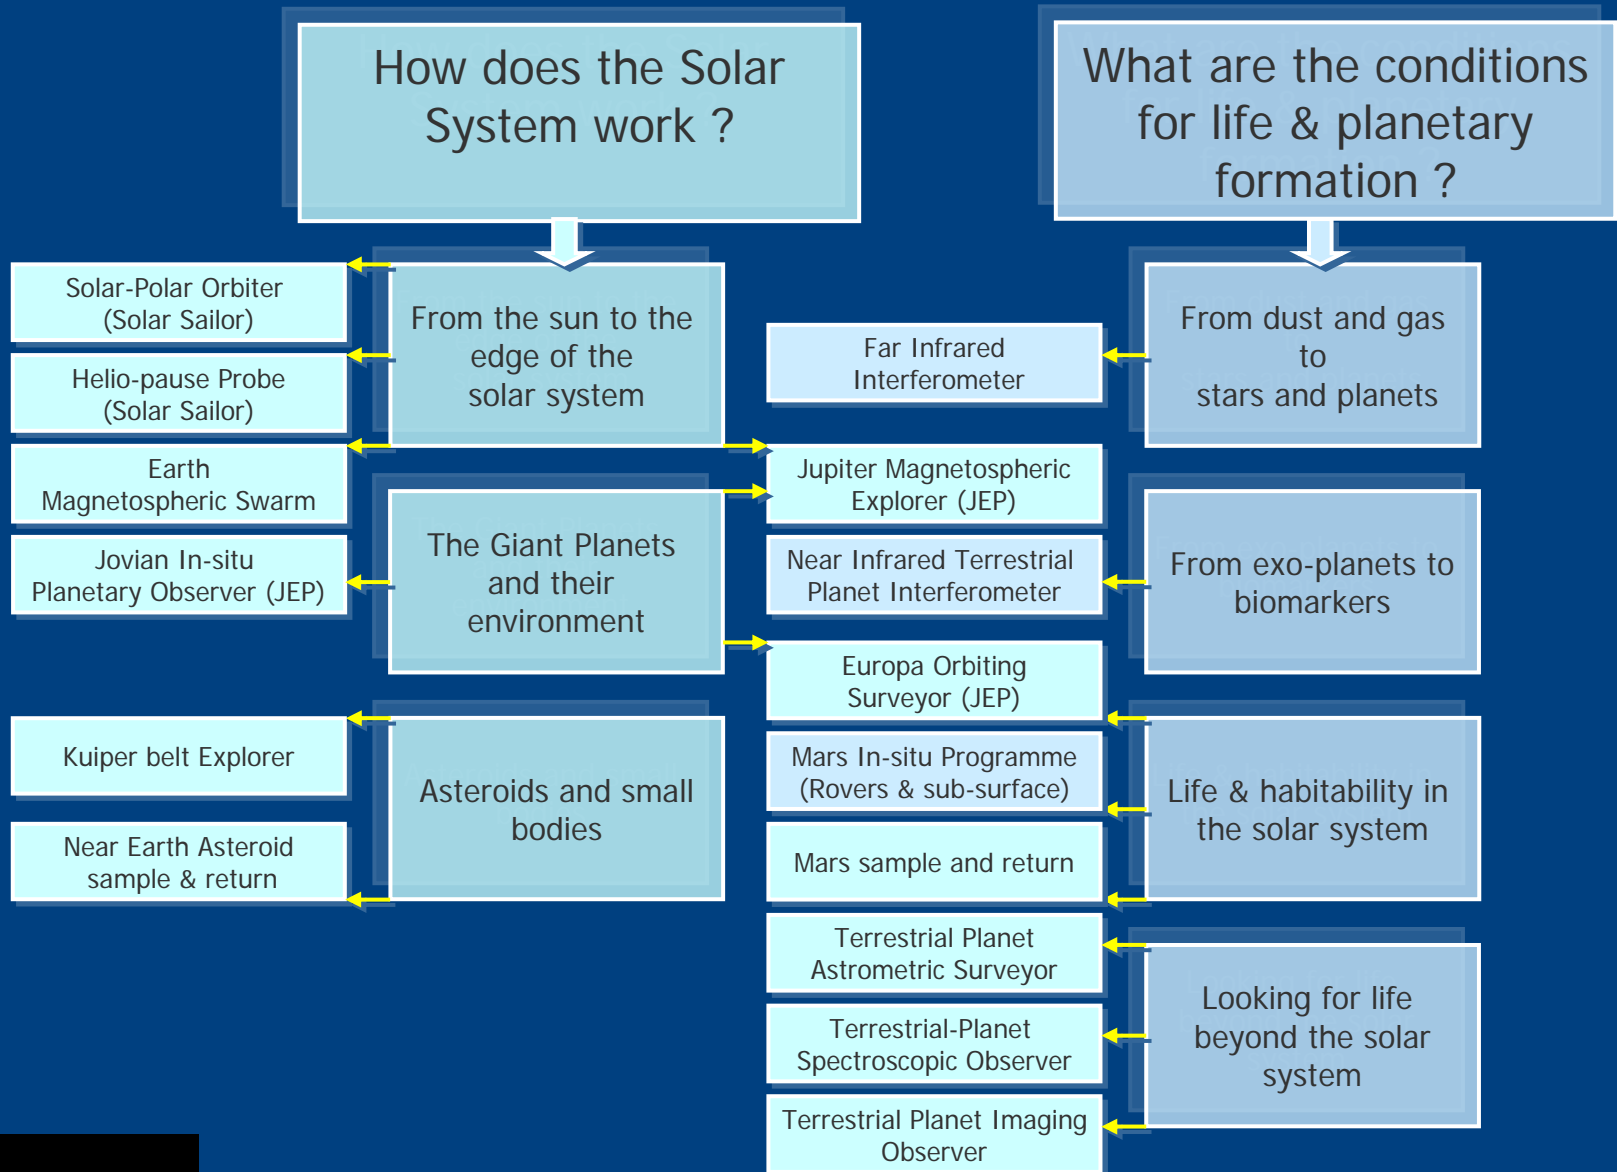 How does the Solar
System work ?
What are the conditions
for life & planetary
formation ?
Solar-Polar Orbiter
(Solar Sailor)
Helio-pause Probe
(Solar Sailor)
Earth
Magnetospheric Swarm
Jovian In-situ
Planetary Observer (JEP)
Kuiper belt Explorer
Near Earth Asteroid
sample & return
From the sun to the
edge of the
solar system
The Giant Planets
and their
environment
Asteroids and small
bodies
Far Infrared
Interferometer
Jupiter Magnetospheric
Explorer (JEP)
Near Infrared Terrestrial
Planet Interferometer
Europa Orbiting
Surveyor (JEP)
Mars In-situ Programme
(Rovers & sub-surface)
Mars sample and return
Terrestrial Planet
Astrometric Surveyor
Terrestrial-Planet
Spectroscopic Observer
Terrestrial Planet Imaging
Observer
From dust and gas
to
stars and planets
From exo-planets to
biomarkers
Life & habitability in
the solar system
Looking for life
beyond the solar
system